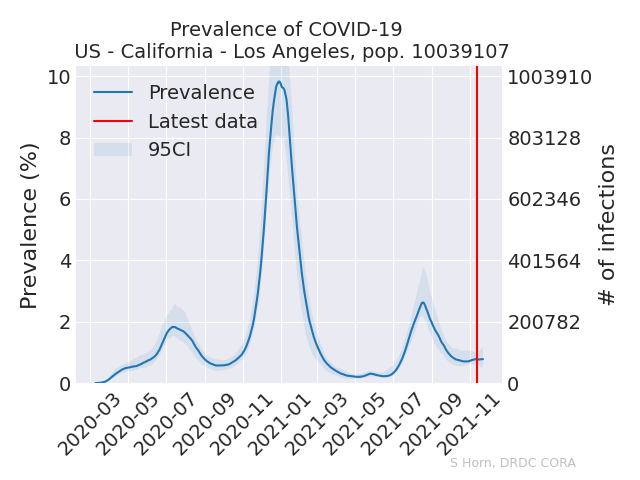 Prevalence of COVID-19
US - California - Los Angeles, pop. 10039107
Prevalence
Latest data
95CI
Prevalence (%)
10
8
6
4
2
0
1003910
803128
602346
401564
200782
0
# of infections
2020-03
2020-05
2020-07
2020-09
2020-11
2021-01
2021-03
2021-05
2021-07
2021-09
2021-11
S Horn, DRDC CORA